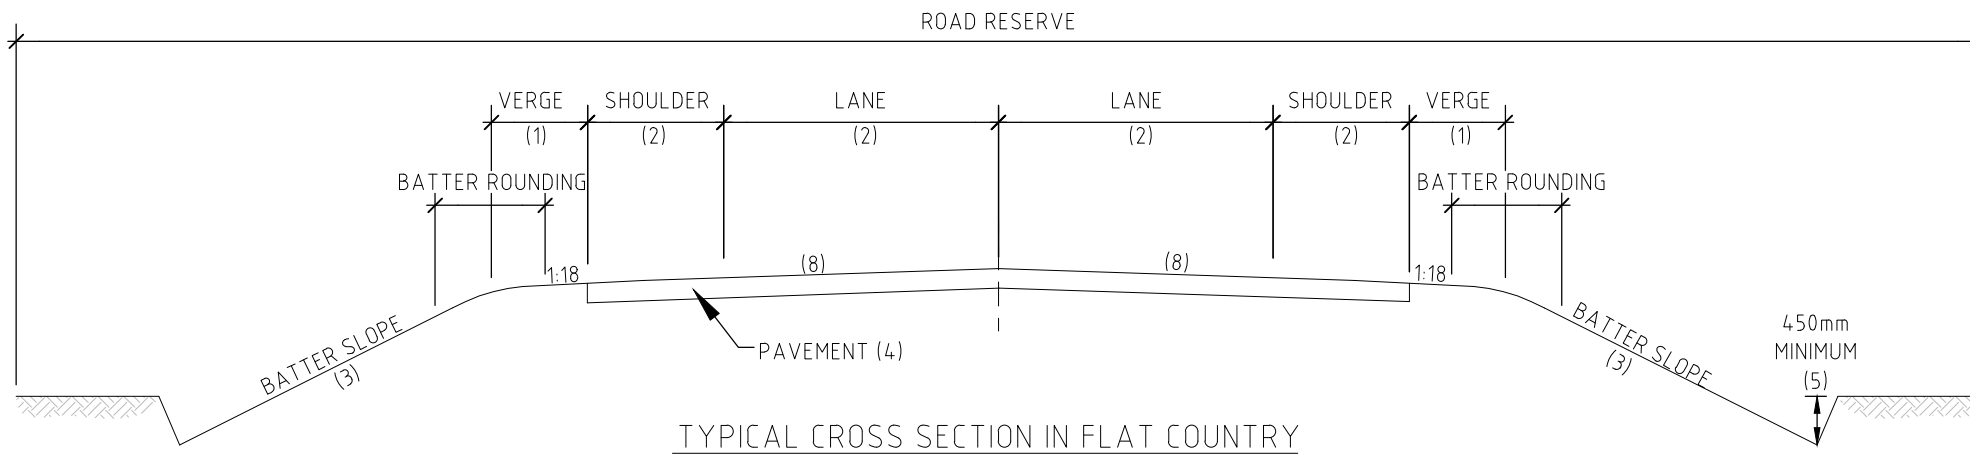 ROAD RESERVE
VERGE SHOULDER LANE LANE SHOULDER VERGE
(1) (2) (2) (2) (2) (1)
BATTER ROUNDING BATTER ROUNDING
1:18 (8) (8) 1:18
BATTER SLOPE
(3)
PAVEMENT (4)
BATTER SLOPE
(3)
450mm
MINIMUM
(5)
TYPICAL CROSS SECTION IN FLAT COUNTRY